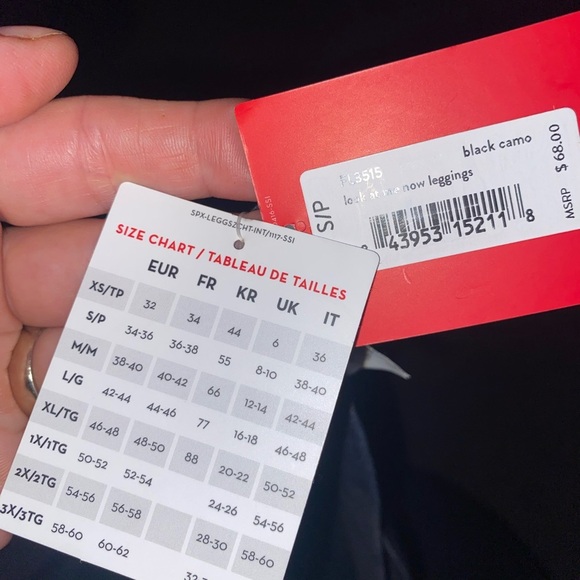 black camo
look at me now leggings
S/P
43953 15211 8
MSRP $68.00
SPX-LEGGSZCHT-INT/1117-SSI
SIZE CHART / TABLEAU DE TAILLES
EUR FR KR UK IT
XS/TP 32 34 44 6 36
S/P 34-36 36-38 55 8-10 38-40
M/M 38-40 40-42 66 12-14 42-44
L/G 42-44 44-46 77 16-18 46-48
XL/TG 46-48 48-50 88 20-22 50-52
1X/1TG 50-52 52-54 24-26 54-56
2X/2TG 54-56 56-58 28-30 58-60
3X/3TG 58-60 60-62